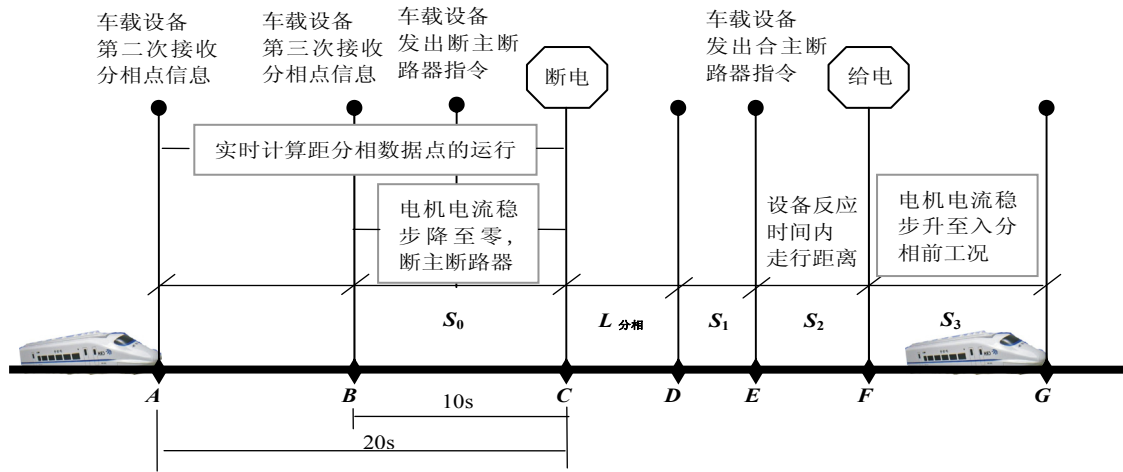 车载设备
第二次接收
分相点信息
车载设备
第三次接收
分相点信息
车载设备
发出断主断
路器指令
断电
车载设备
发出合主断
路器指令
给电
实时计算距分相数据点的运行
电机电流稳
步降至零，
断主断路器
设备反应
时间内
走行距离
电机电流稳
步升至入分
相前工况
S0
L 分相
S1
S2
S3
A
B
C
D
E
F
G
10s
20s